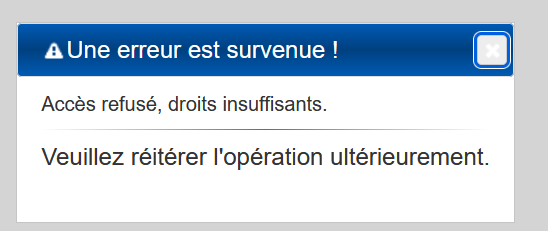 Une erreur est survenue !
Accès refusé, droits insuffisants.
Veuillez réitérer l'opération ultérieurement.